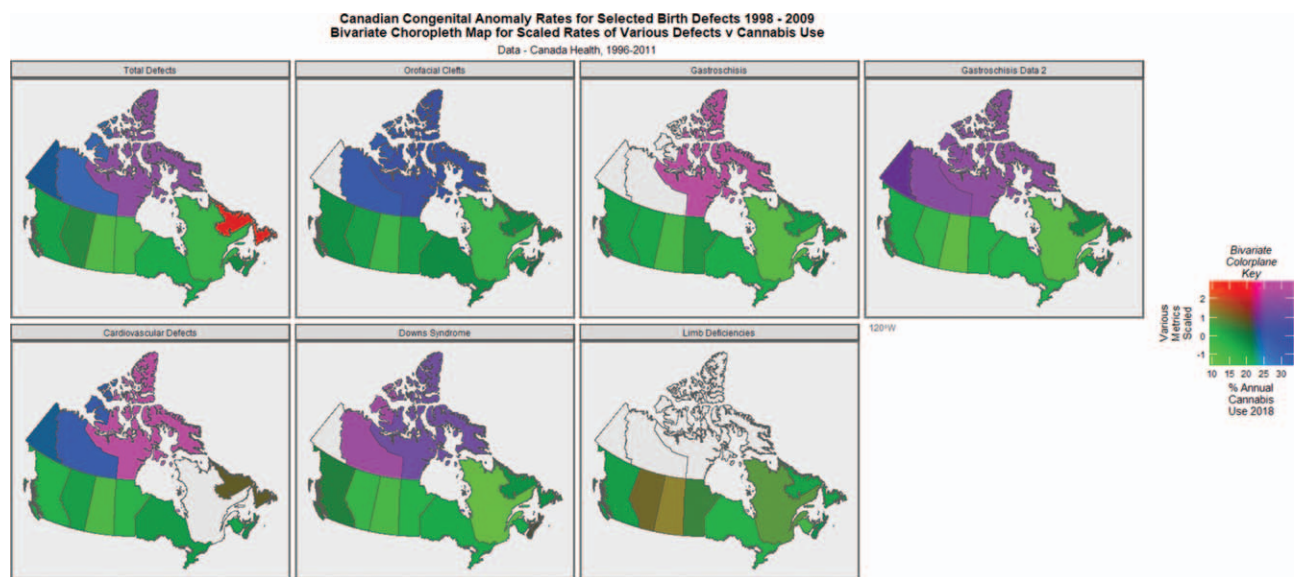 Canadian Congenital Anomaly Rates for Selected Birth Defects 1998 - 2009
Bivariate Choropleth Map for Scaled Rates of Various Defects v Cannabis Use
Data - Canada Health, 1996-2011
Total Defects
Orofacial Clefts
Gastroschisis
Gastroschisis Data 2
Cardiovascular Defects
Downs Syndrome
Limb Deficiencies
120°W
Bivariate
Colorplane
Key
Various
Metrics
Scaled
2
1
0
-1
10 15 20 25 30
% Annual
Cannabis
Use 2018